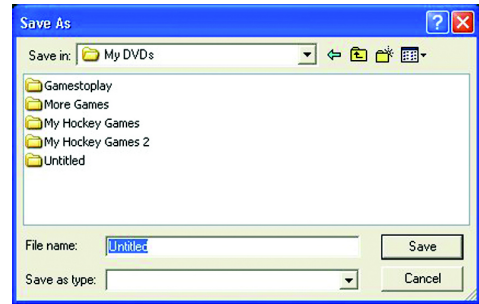 Save As
Save in: My DVDs
Gamestoplay
More Games
My Hockey Games
My Hockey Games 2
Untitled
File name: Untitled Save
Save as type: Cancel